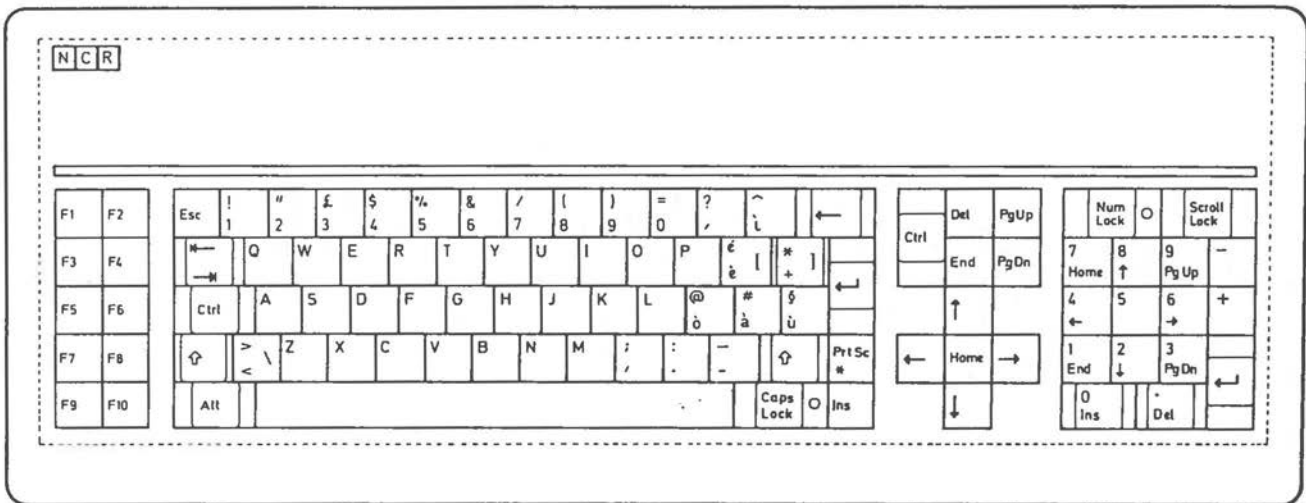 N C R
F1 F2 Esc ! 1 " 2 £ 3 $ 4 % 5 & 6 / 7 ( 8 ) 9 = 0 ? ' ^ ì ← Ctrl Del PgUp Num Lock Scroll Lock
F3 F4 ⇤ ⇥ Q W E R T Y U I O P é è [ * + ] ↵ End PgDn 7 Home 8 ↑ 9 Pg Up −
F5 F6 Ctrl A S D F G H J K L @ ò # à § ù ↑ 4 ← 5 6 → +
F7 F8 ⇧ > < \ Z X C V B N M ; , : . — - ⇧ Prt Sc * ← Home → 1 End 2 ↓ 3 Pg Dn ↵
F9 F10 Alt Caps Lock Ins ↓ 0 Ins . Del